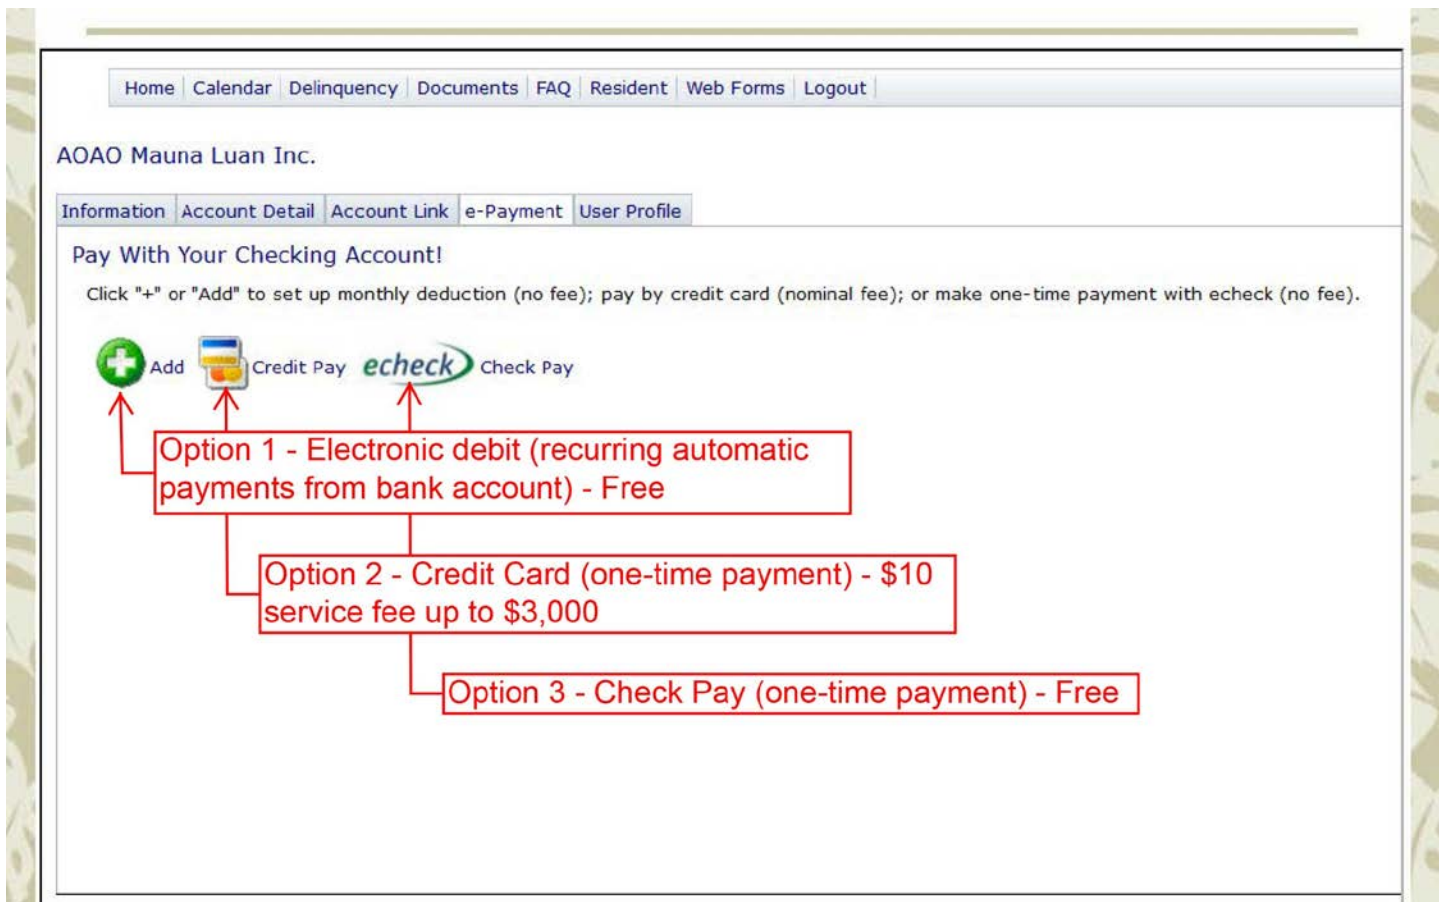 Home Calendar Delinquency Documents FAQ Resident Web Forms Logout
AOAO Mauna Luan Inc.
Information Account Detail Account Link e-Payment User Profile
Pay With Your Checking Account!
Click "+" or "Add" to set up monthly deduction (no fee); pay by credit card (nominal fee); or make one-time payment with echeck (no fee).
Add Credit Pay echeck Check Pay
Option 1 - Electronic debit (recurring automatic
payments from bank account) - Free
Option 2 - Credit Card (one-time payment) - $10
service fee up to $3,000
Option 3 - Check Pay (one-time payment) - Free